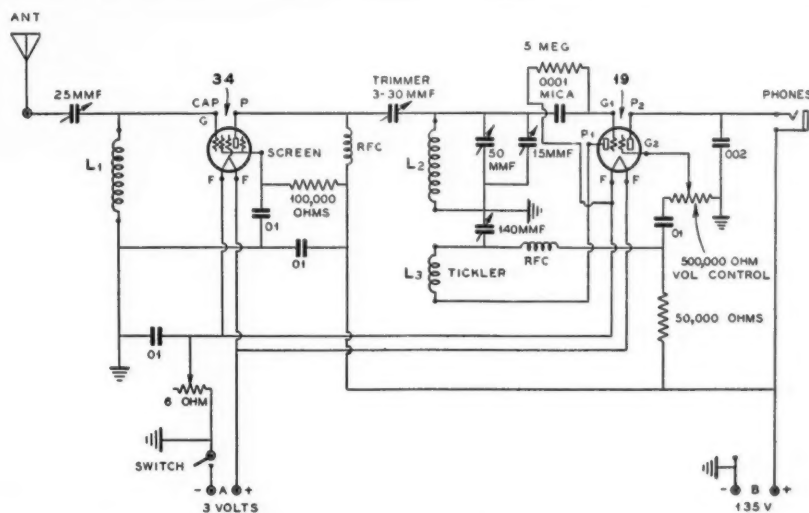 ANT
25MMF
34
CAP
P
G
TRIMMER
3-30 MMF
5 MEG
0001
MICA
19
G1
P2
PHONES
L1
SCREEN
RFC
L2
50
MMF
15MMF
P1
G2
F
F
F
F
002
100,000
OHMS
01
01
140MMF
01
500,000 OHM
VOL CONTROL
L3
TICKLER
RFC
50,000 OHMS
01
6 OHM
SWITCH
- A +
3 VOLTS
- B +
135 V